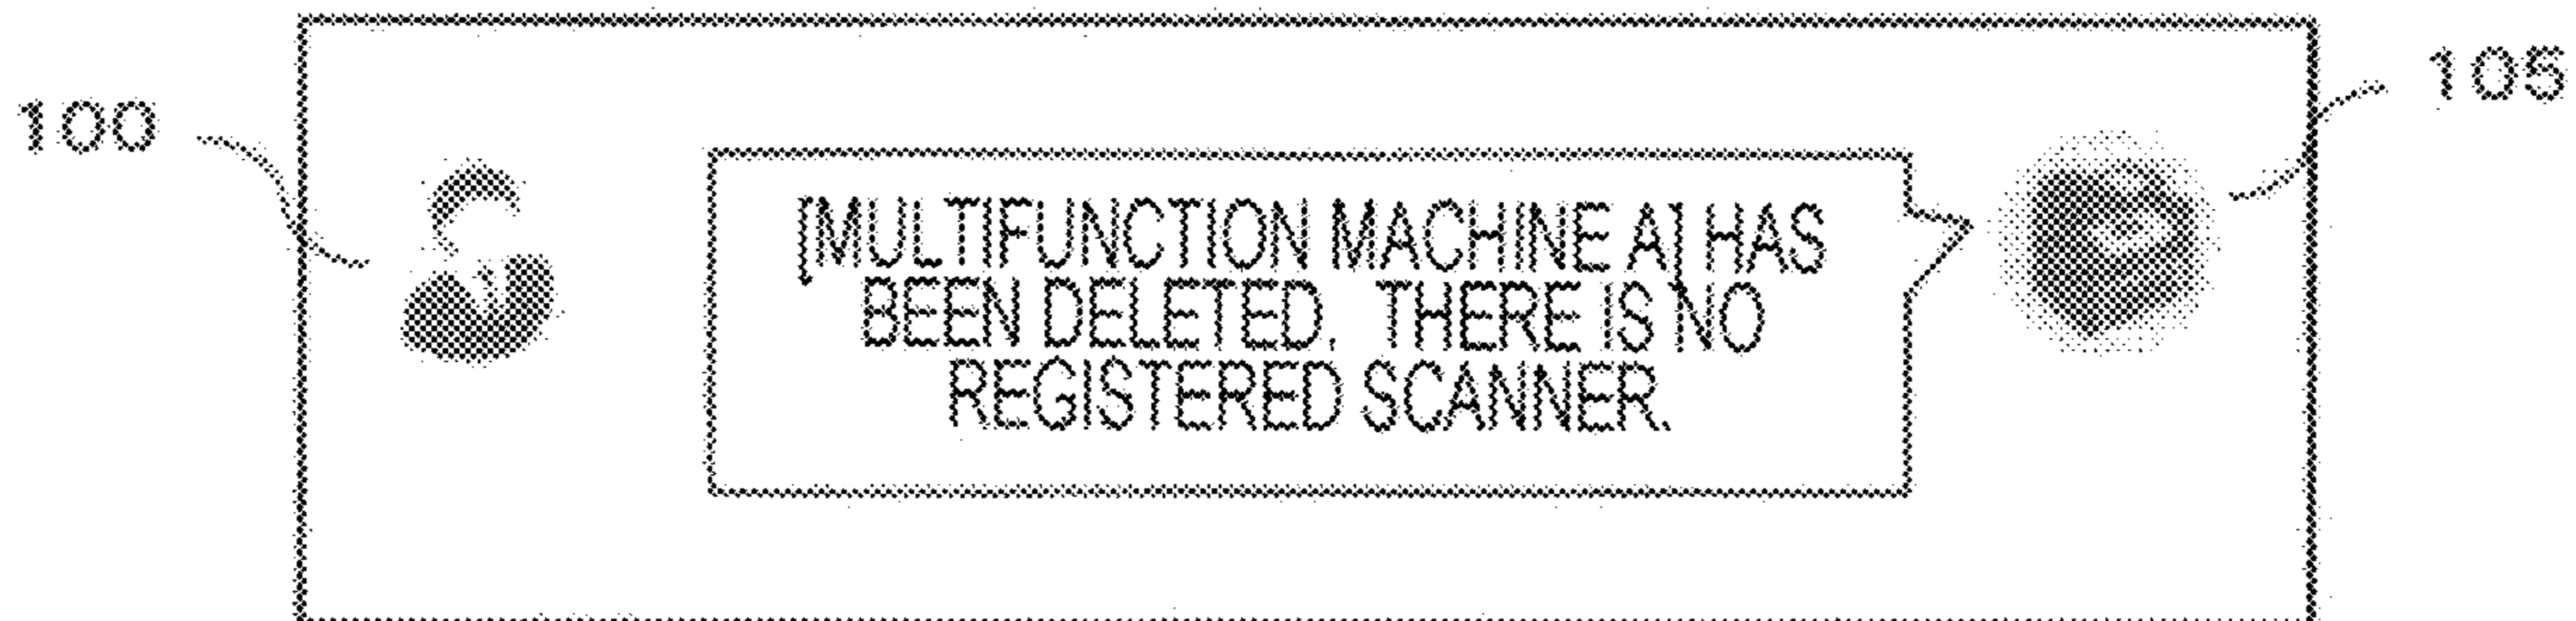 100
105
[MULTIFUNCTION MACHINE A] HAS
BEEN DELETED. THERE IS NO
REGISTERED SCANNER.